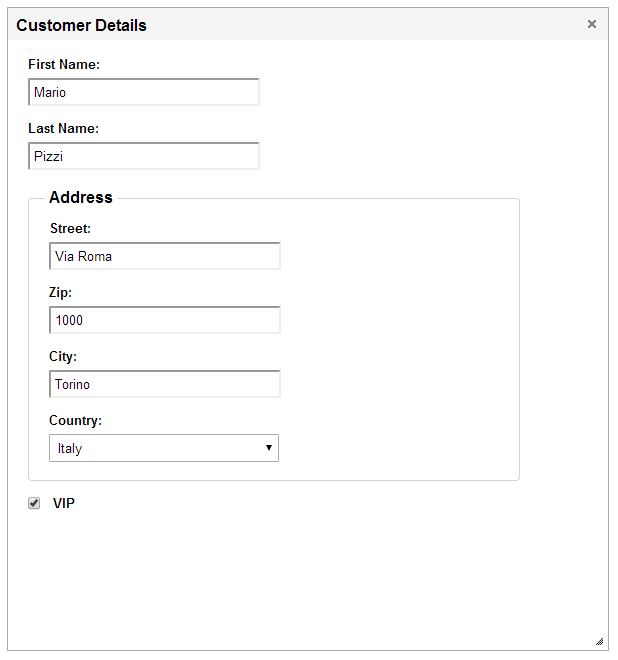 Customer Details
First Name:
Mario
Last Name:
Pizzi
Address
Street:
Via Roma
Zip:
1000
City:
Torino
Country:
Italy
VIP